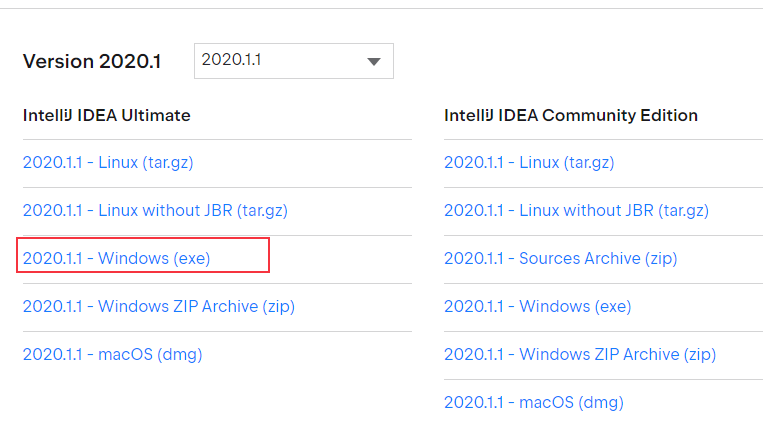 Version 2020.1
2020.1.1
IntelliJ IDEA Ultimate
2020.1.1 - Linux (tar.gz)
2020.1.1 - Linux without JBR (tar.gz)
2020.1.1 - Windows (exe)
2020.1.1 - Windows ZIP Archive (zip)
2020.1.1 - macOS (dmg)
IntelliJ IDEA Community Edition
2020.1.1 - Linux (tar.gz)
2020.1.1 - Linux without JBR (tar.gz)
2020.1.1 - Sources Archive (zip)
2020.1.1 - Windows (exe)
2020.1.1 - Windows ZIP Archive (zip)
2020.1.1 - macOS (dmg)